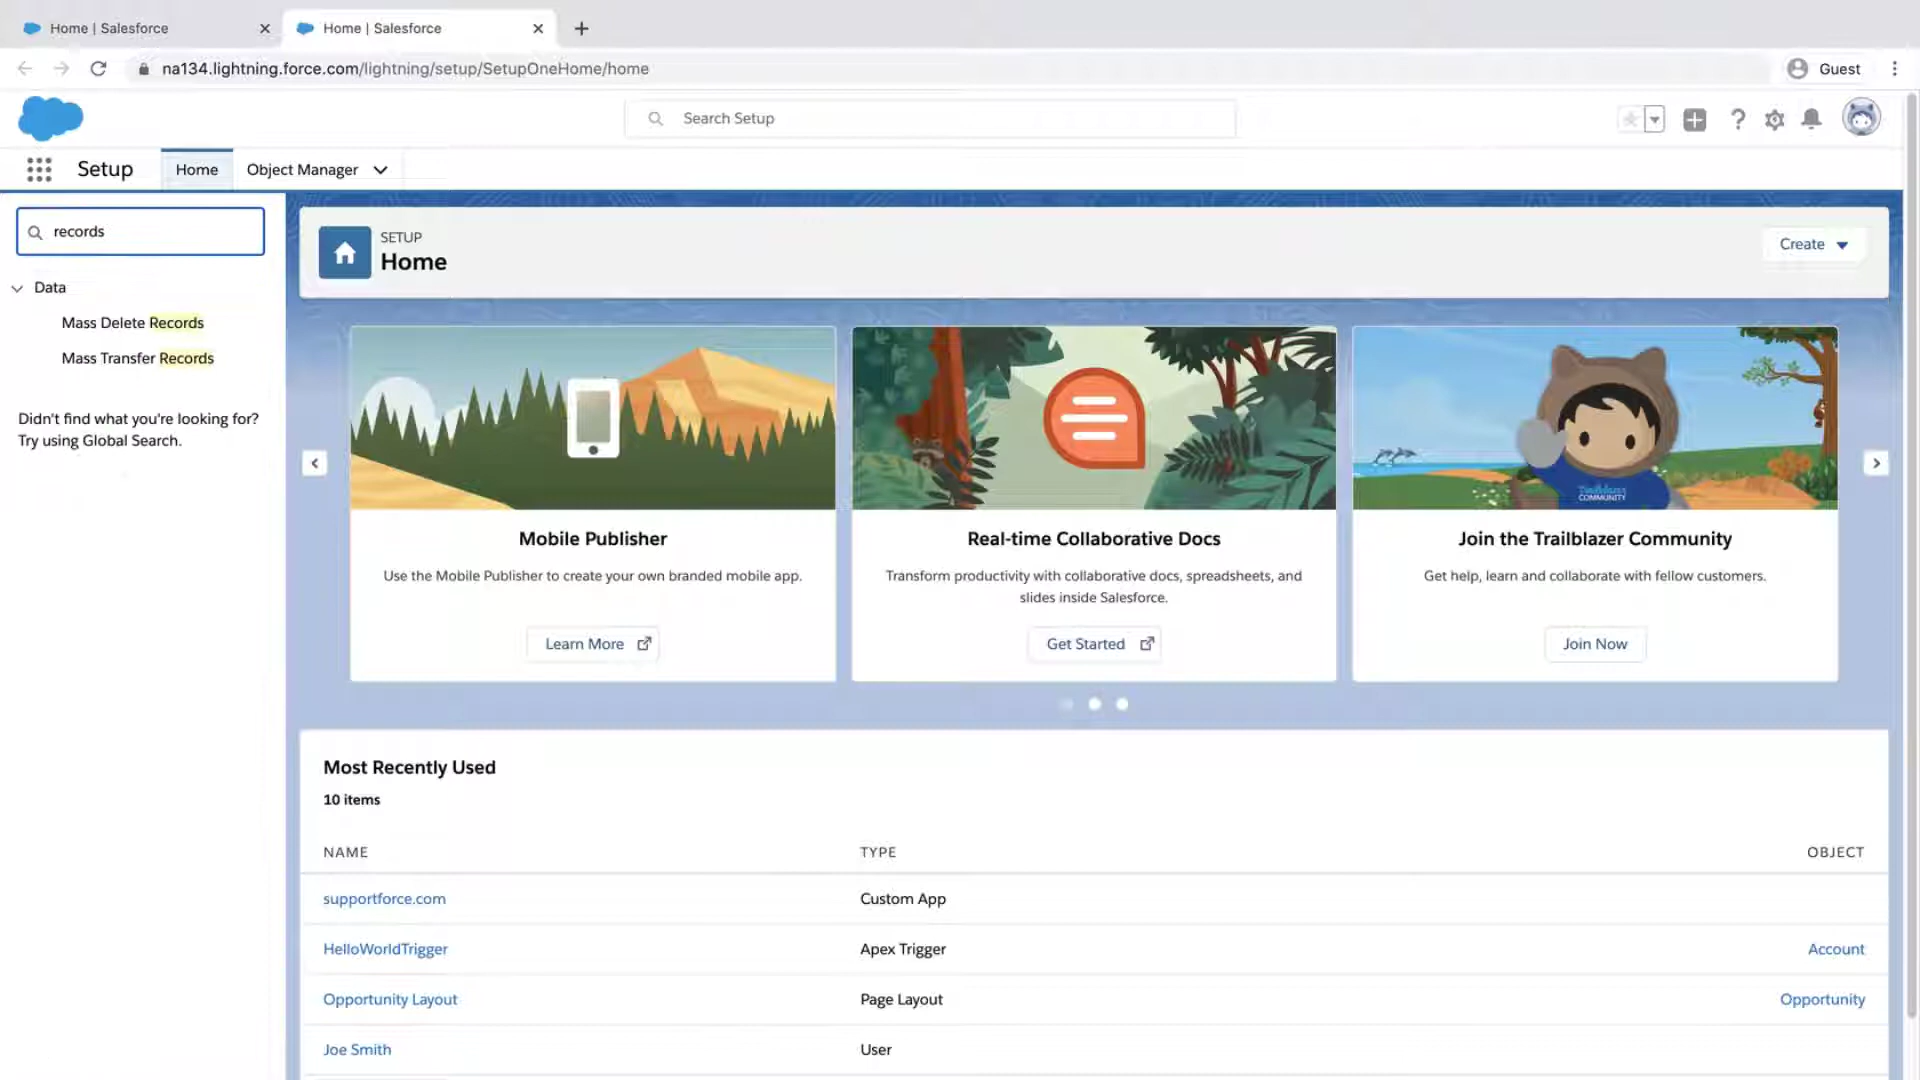 Home | Salesforce
Home | Salesforce
na134.lightning.force.com/lightning/setup/SetupOneHome/home
Guest
Search Setup
Setup
Home
Object Manager
records
Data
Mass Delete Records
Mass Transfer Records
Didn't find what you're looking for?
Try using Global Search.
SETUP
Home
Create
Mobile Publisher
Use the Mobile Publisher to create your own branded mobile app.
Learn More
Real-time Collaborative Docs
Transform productivity with collaborative docs, spreadsheets, and
slides inside Salesforce.
Get Started
Trailblazer
COMMUNITY
Join the Trailblazer Community
Get help, learn and collaborate with fellow customers.
Join Now
Most Recently Used
10 items
NAME TYPE OBJECT
supportforce.com Custom App
HelloWorldTrigger Apex Trigger Account
Opportunity Layout Page Layout Opportunity
Joe Smith User